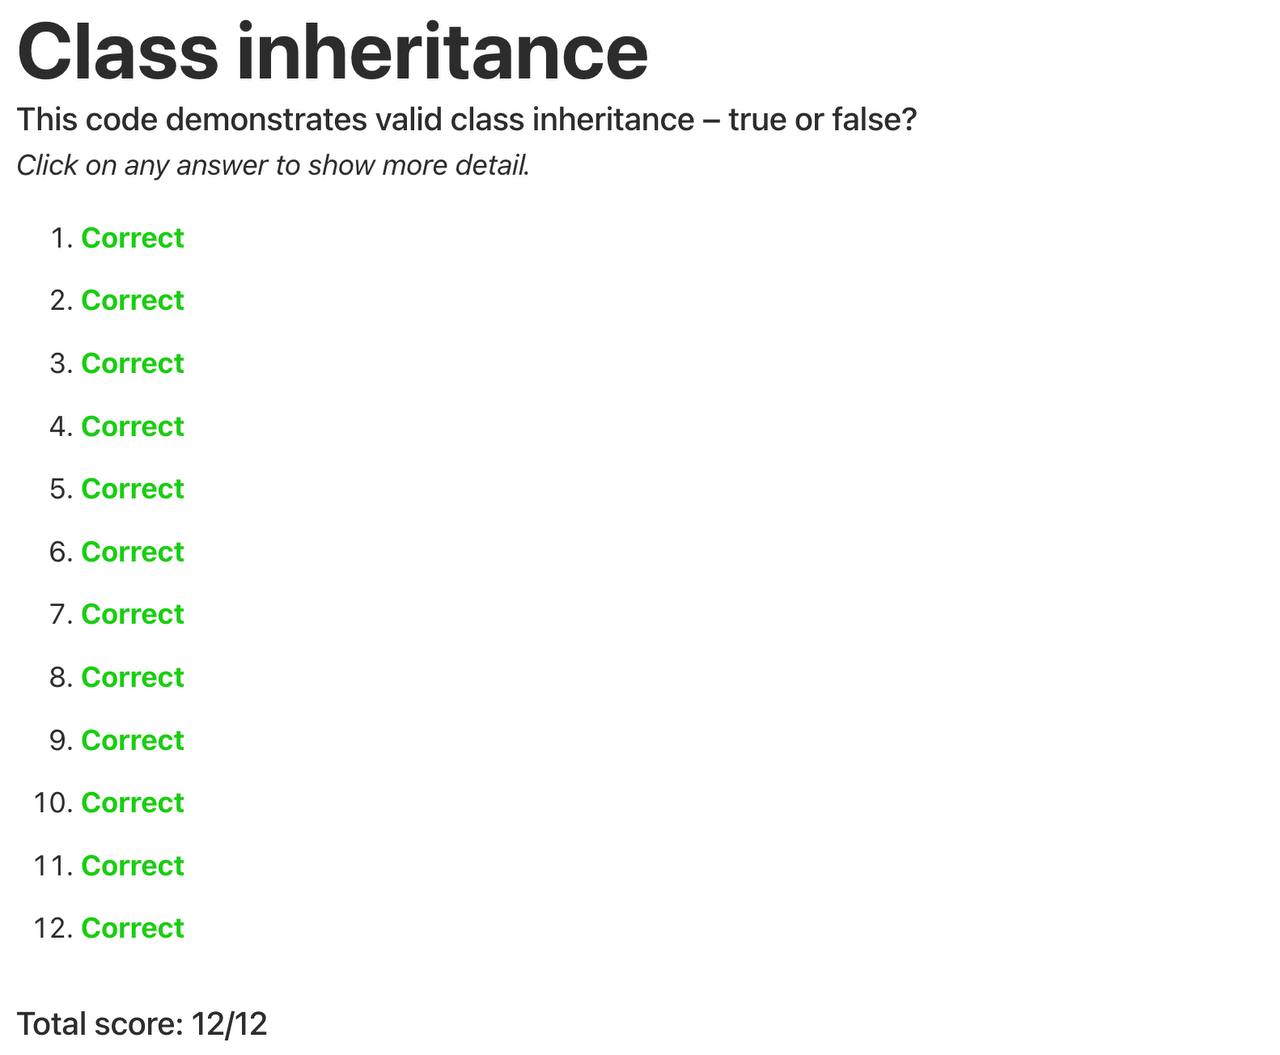 Class inheritance
This code demonstrates valid class inheritance – true or false?
Click on any answer to show more detail.
1. Correct
2. Correct
3. Correct
4. Correct
5. Correct
6. Correct
7. Correct
8. Correct
9. Correct
10. Correct
11. Correct
12. Correct
Total score: 12/12